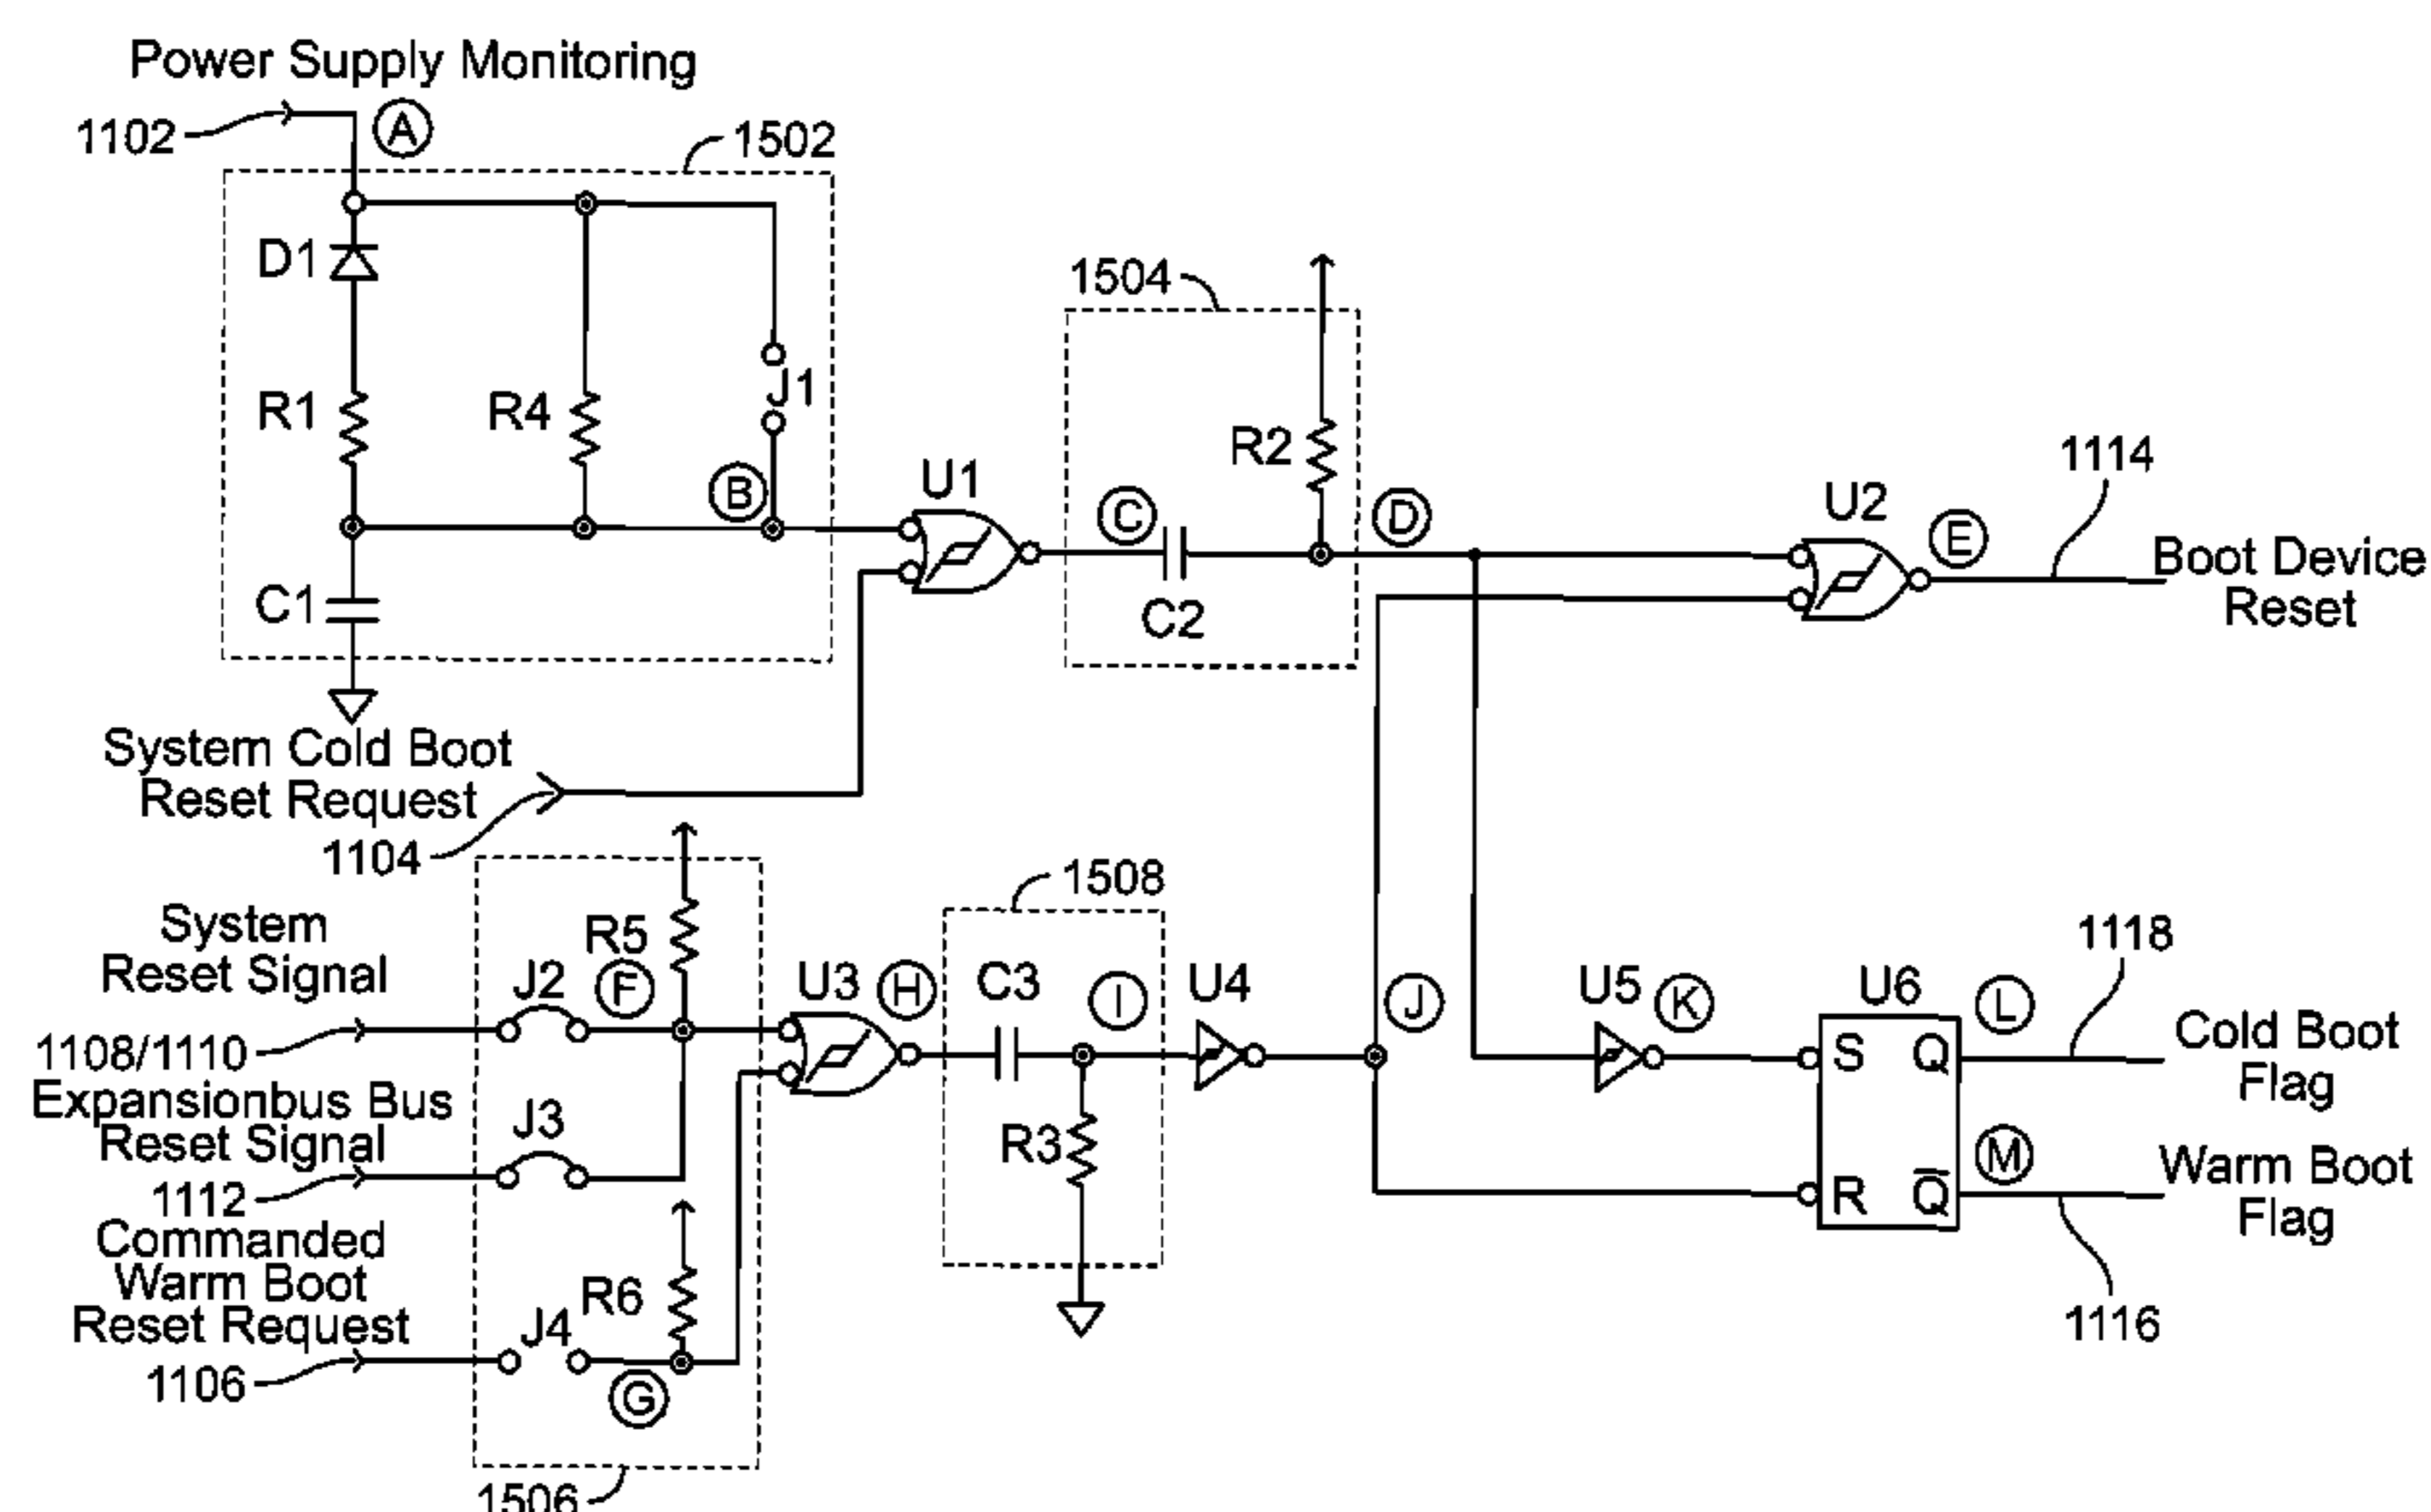 Power Supply Monitoring
1102
A
1502
D1
R1
R4
J1
B
C1
U1
1504
R2
C
C2
D
U2
E
1114
Boot Device
Reset
System Cold Boot
Reset Request
1104
System
Reset Signal
1108/1110
Expansionbus Bus
Reset Signal
1112
Commanded
Warm Boot
Reset Request
1106
R5
J2
F
J3
R6
J4
G
1506
U3
H
1508
C3
I
R3
U4
J
U5
K
U6
S
Q
R
Q̅
L
1118
Cold Boot
Flag
M
Warm Boot
Flag
1116